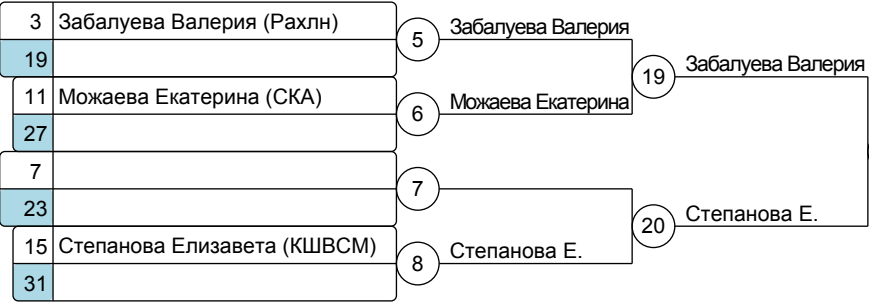 3 Забалуева Валерия (Рахлн)
5 Забалуева Валерия
19
19 Забалуева Валерия
11 Можаева Екатерина (СКА)
6 Можаева Екатерина
27
7
7
23
20 Степанова Е.
15 Степанова Елизавета (КШВСМ)
8 Степанова Е.
31